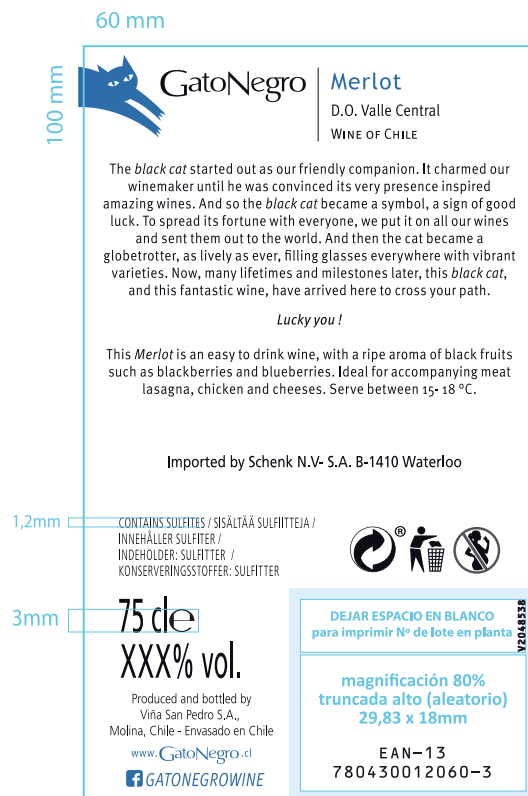 60 mm
100 mm
GatoNegro
Merlot
D.O. Valle Central
WINE OF CHILE
The black cat started out as our friendly companion. It charmed our
winemaker until he was convinced its very presence inspired
amazing wines. And so the black cat became a symbol, a sign of good
luck. To spread its fortune with everyone, we put it on all our wines
and sent them out to the world. And then the cat became a
globetrotter, as lively as ever, filling glasses everywhere with vibrant
varieties. Now, many lifetimes and milestones later, this black cat,
and this fantastic wine, have arrived here to cross your path.
Lucky you !
This Merlot is an easy to drink wine, with a ripe aroma of black fruits
such as blackberries and blueberries. Ideal for accompanying meat
lasagna, chicken and cheeses. Serve between 15- 18 °C.
Imported by Schenk N.V- S.A. B-1410 Waterloo
1,2mm
CONTAINS SULFITES / SISÄLTÄÄ SULFIITTEJA /
INNEHÅLLER SULFITER /
INDEHOLDER: SULFITTER /
KONSERVERINGSSTOFFER: SULFITTER
®
3mm
75 cle
XXX% vol.
Produced and bottled by
Viña San Pedro S.A.,
Molina, Chile - Envasado en Chile
www.GatoNegro.cl
GATONEGROWINE
DEJAR ESPACIO EN BLANCO
para imprimir Nº de lote en planta
V2048538
magnificación 80%
truncada alto (aleatorio)
29,83 x 18mm
EAN-13
780430012060-3